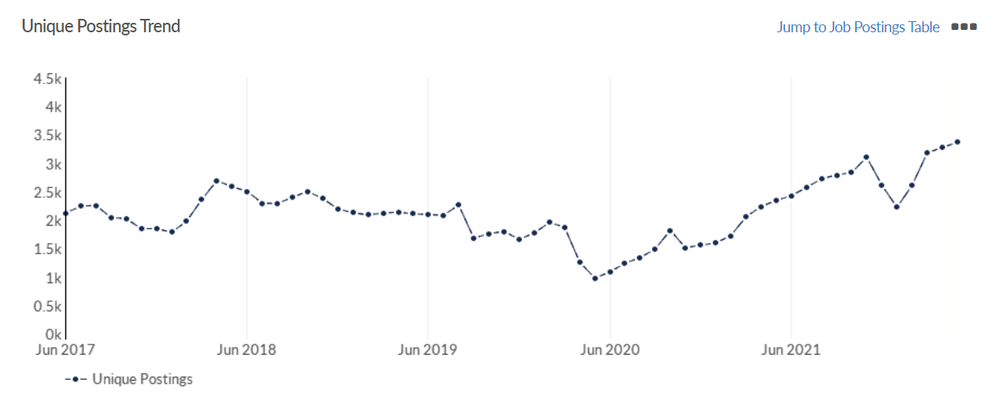 Unique Postings Trend
Jump to Job Postings Table
4.5k
4k
3.5k
3k
2.5k
2k
1.5k
1k
0.5k
0k
Jun 2017 Jun 2018 Jun 2019 Jun 2020 Jun 2021
Unique Postings